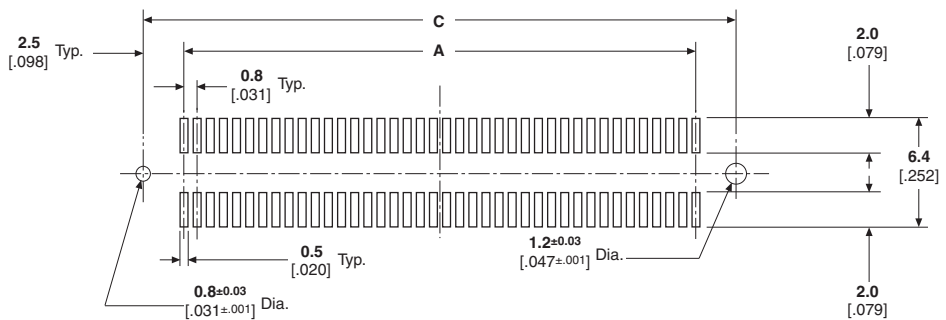 C
2.5 Typ.
[.098]
A
2.0
[.079]
0.8 Typ.
[.031]
6.4
[.252]
0.5 Typ.
[.020]
1.2±0.03 Dia.
[.047±.001]
0.8±0.03 Dia.
[.031±.001]
2.0
[.079]